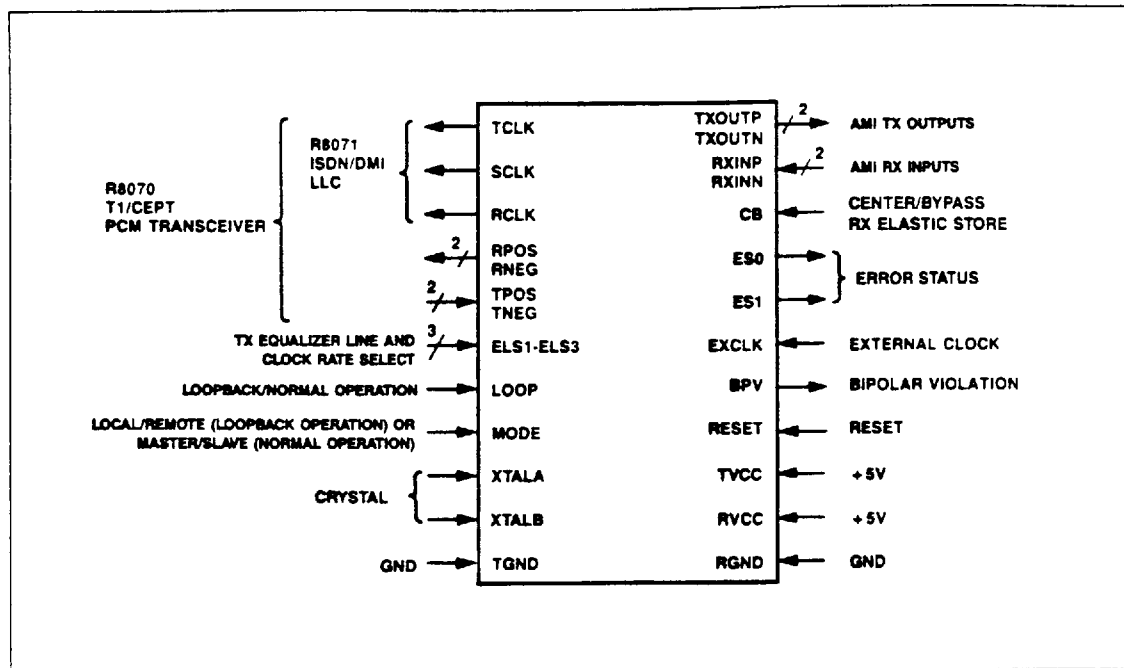 R8070
T1/CEPT
PCM TRANSCEIVER
R8071
ISDN/DMI
LLC
TCLK
SCLK
RCLK
2
RPOS
RNEG
2
TPOS
TNEG
TX EQUALIZER LINE AND
CLOCK RATE SELECT
3
ELS1-ELS3
LOOPBACK/NORMAL OPERATION
LOOP
LOCAL/REMOTE (LOOPBACK OPERATION) OR
MASTER/SLAVE (NORMAL OPERATION)
MODE
CRYSTAL
XTALA
XTALB
GND
TGND
TXOUTP
TXOUTN
2
AMI TX OUTPUTS
RXINP
RXINN
2
AMI RX INPUTS
CB
CENTER/BYPASS
RX ELASTIC STORE
ES0
ES1
ERROR STATUS
EXCLK
EXTERNAL CLOCK
BPV
BIPOLAR VIOLATION
RESET
RESET
TVCC
+5V
RVCC
+5V
RGND
GND